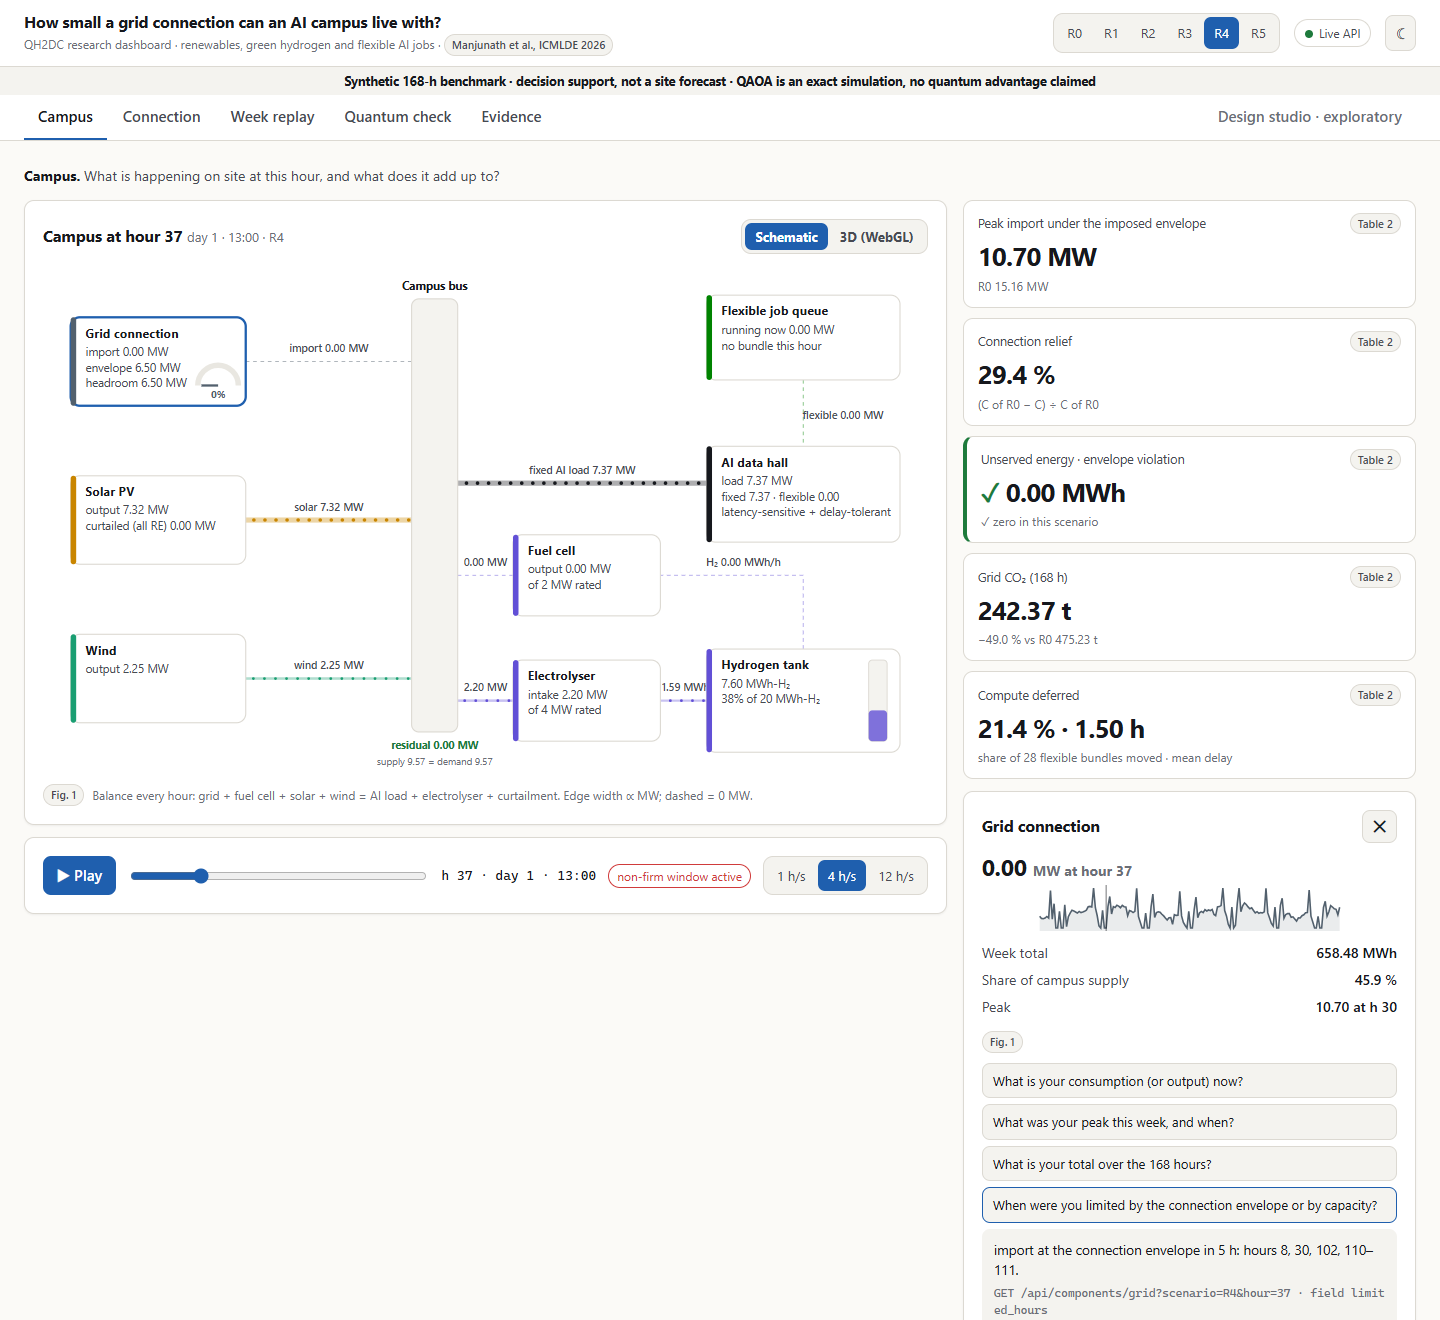 How small a grid connection can an AI campus live with?
QH2DC research dashboard · renewables, green hydrogen and flexible AI jobs · Manjunath et al., ICMLDE 2026
R0 R1 R2 R3 R4 R5
Live API
Synthetic 168-h benchmark · decision support, not a site forecast · QAOA is an exact simulation, no quantum advantage claimed
Campus Connection Week replay Quantum check Evidence Design studio · exploratory
Campus. What is happening on site at this hour, and what does it add up to?
Campus at hour 37 day 1 · 13:00 · R4
Schematic 3D (WebGL)
Campus bus
Grid connection
import 0.00 MW
envelope 6.50 MW
headroom 6.50 MW
0%
import 0.00 MW
Flexible job queue
running now 0.00 MW
no bundle this hour
flexible 0.00 MW
Solar PV
output 7.32 MW
curtailed (all RE) 0.00 MW
solar 7.32 MW
fixed AI load 7.37 MW
AI data hall
load 7.37 MW
fixed 7.37 · flexible 0.00
latency-sensitive + delay-tolerant
0.00 MW
Fuel cell
output 0.00 MW
of 2 MW rated
H₂ 0.00 MWh/h
Wind
output 2.25 MW
wind 2.25 MW
2.20 MW
Electrolyser
intake 2.20 MW
of 4 MW rated
1.59 MWh
Hydrogen tank
7.60 MWh-H₂
38% of 20 MWh-H₂
residual 0.00 MW
supply 9.57 = demand 9.57
Fig. 1 Balance every hour: grid + fuel cell + solar + wind = AI load + electrolyser + curtailment. Edge width ∝ MW; dashed = 0 MW.
▶ Play
h 37 · day 1 · 13:00
non-firm window active
1 h/s 4 h/s 12 h/s
Peak import under the imposed envelope Table 2
10.70 MW
R0 15.16 MW
Connection relief Table 2
29.4 %
(C of R0 − C) ÷ C of R0
Unserved energy · envelope violation Table 2
✓ 0.00 MWh
✓ zero in this scenario
Grid CO₂ (168 h) Table 2
242.37 t
−49.0 % vs R0 475.23 t
Compute deferred Table 2
21.4 % · 1.50 h
share of 28 flexible bundles moved · mean delay
Grid connection
0.00 MW at hour 37
Week total 658.48 MWh
Share of campus supply 45.9 %
Peak 10.70 at h 30
Fig. 1
What is your consumption (or output) now?
What was your peak this week, and when?
What is your total over the 168 hours?
When were you limited by the connection envelope or by capacity?
import at the connection envelope in 5 h: hours 8, 30, 102, 110–
111.
GET /api/components/grid?scenario=R4&hour=37 · field limit
ed_hours